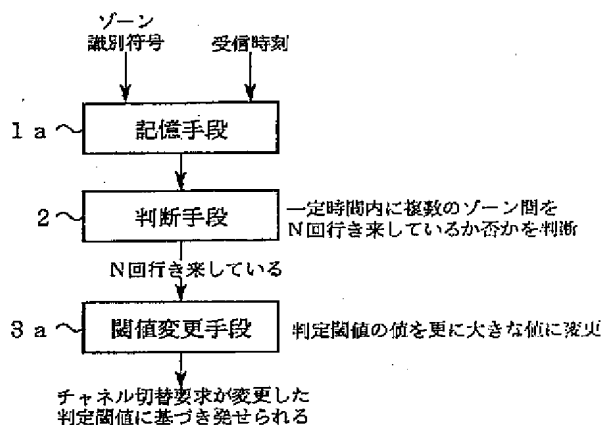 ゾーン
識別符号
受信時刻
1a
記憶手段
2
判断手段
一定時間内に複数のゾーン間を
N回行き来しているか否かを判断
N回行き来している
3a
閾値変更手段
判定閾値の値を更に大きな値に変更
チャネル切替要求が変更した
判定閾値に基づき発せられる